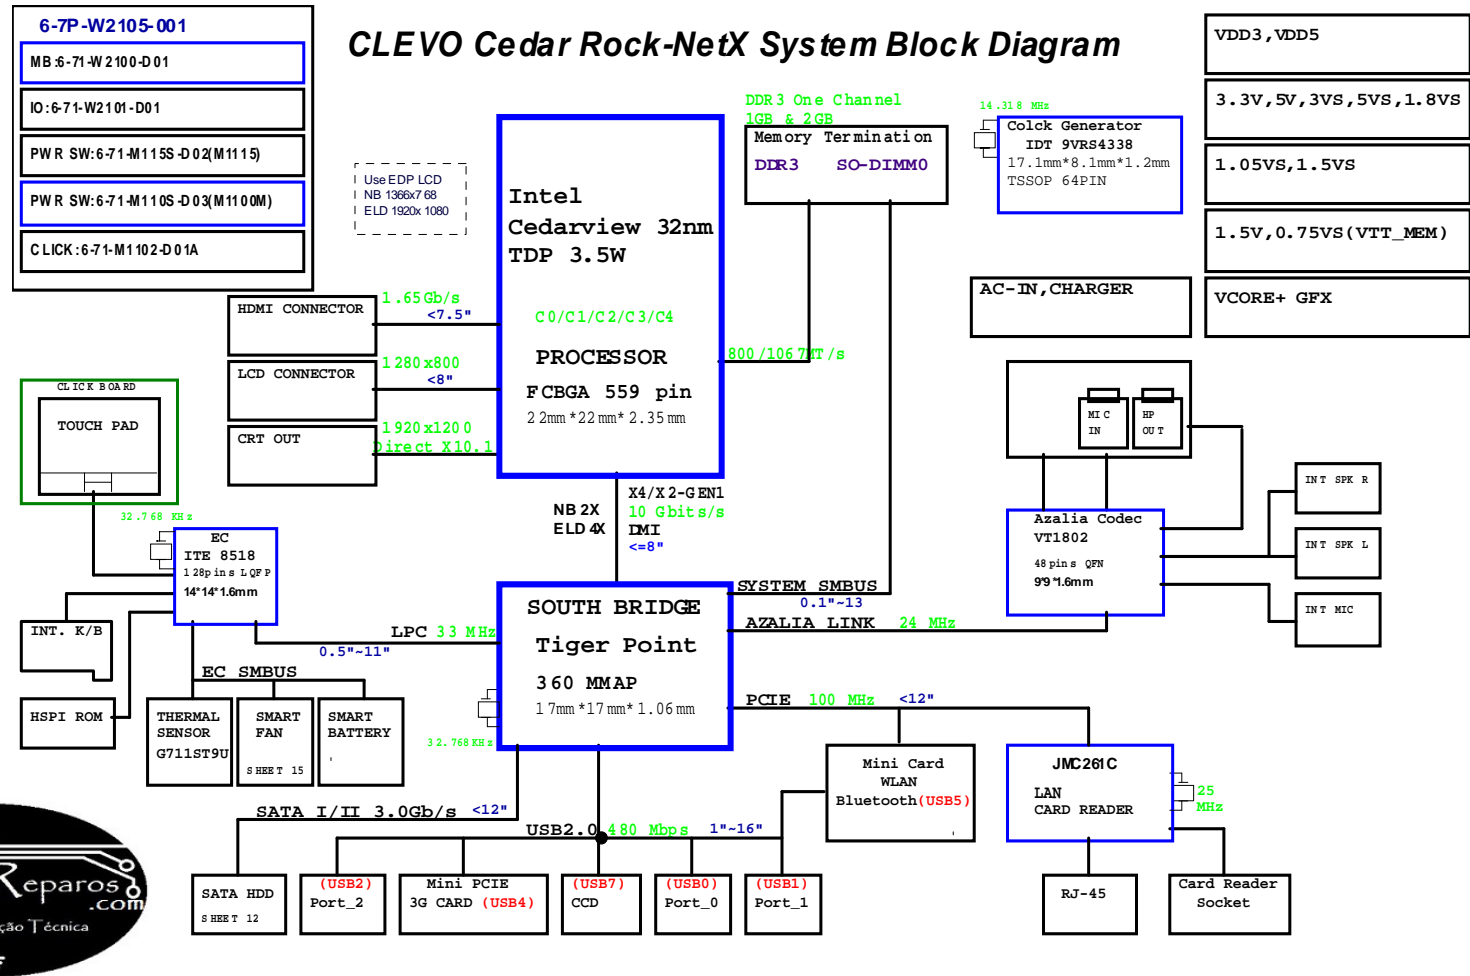 6-7P-W2105-001
MB:6-71-W2100-D01
IO:6-71-W2101-D01
PWR SW:6-71-M115S-D02(M1115)
PWR SW:6-71-M110S-D03(M1100M)
CLICK:6-71-M1102-D01A
CLEVO Cedar Rock-NetX System Block Diagram
VDD3,VDD5
3.3V,5V,3VS,5VS,1.8VS
1.05VS,1.5VS
1.5V,0.75VS(VTT_MEM)
VCORE+ GFX
AC-IN,CHARGER
DDR3 One Channel
1GB & 2GB
Memory Termination
DDR3 SO-DIMM0
14.318 MHz
Colck Generator
IDT 9VRS4338
17.1mm*8.1mm*1.2mm
TSSOP 64PIN
Use EDP LCD
NB 1366x768
ELD 1920x1080
Intel
Cedarview 32nm
TDP 3.5W
C0/C1/C2/C3/C4
PROCESSOR
FCBGA 559 pin
22mm*22mm*2.35mm
HDMI CONNECTOR
1.65Gb/s
<7.5"
LCD CONNECTOR
1280x800
<8"
CRT OUT
1920x1200
Direct X10.1
800/1067MT/s
CLICK BOARD
TOUCH PAD
32.768 KHz
EC
ITE 8518
128pins LQFP
14*14*1.6mm
INT. K/B
HSPI ROM
NB 2X
ELD 4X
X4/X2-GEN1
10 Gbits/s
DMI
<=8"
SOUTH BRIDGE
Tiger Point
360 MMAP
17mm*17mm*1.06mm
32.768KHz
LPC 33 MHz
0.5"~11"
EC SMBUS
THERMAL
SENSOR
G711ST9U
SMART
FAN
SHEET 15
SMART
BATTERY
SYSTEM SMBUS
0.1"~13
AZALIA LINK 24 MHz
PCIE 100 MHz <12"
MIC
IN
HP
OUT
Azalia Codec
VT1802
48 pins QFN
9*9*1.6mm
INT SPK R
INT SPK L
INT MIC
Mini Card
WLAN
Bluetooth(USB5)
JMC261C
LAN
CARD READER
25
MHz
SATA I/II 3.0Gb/s <12"
USB2.0 480 Mbps 1"~16"
SATA HDD
SHEET 12
(USB2)
Port_2
Mini PCIE
3G CARD (USB4)
(USB7)
CCD
(USB0)
Port_0
(USB1)
Port_1
RJ-45
Card Reader
Socket
Reparos
.com
ção Técnica